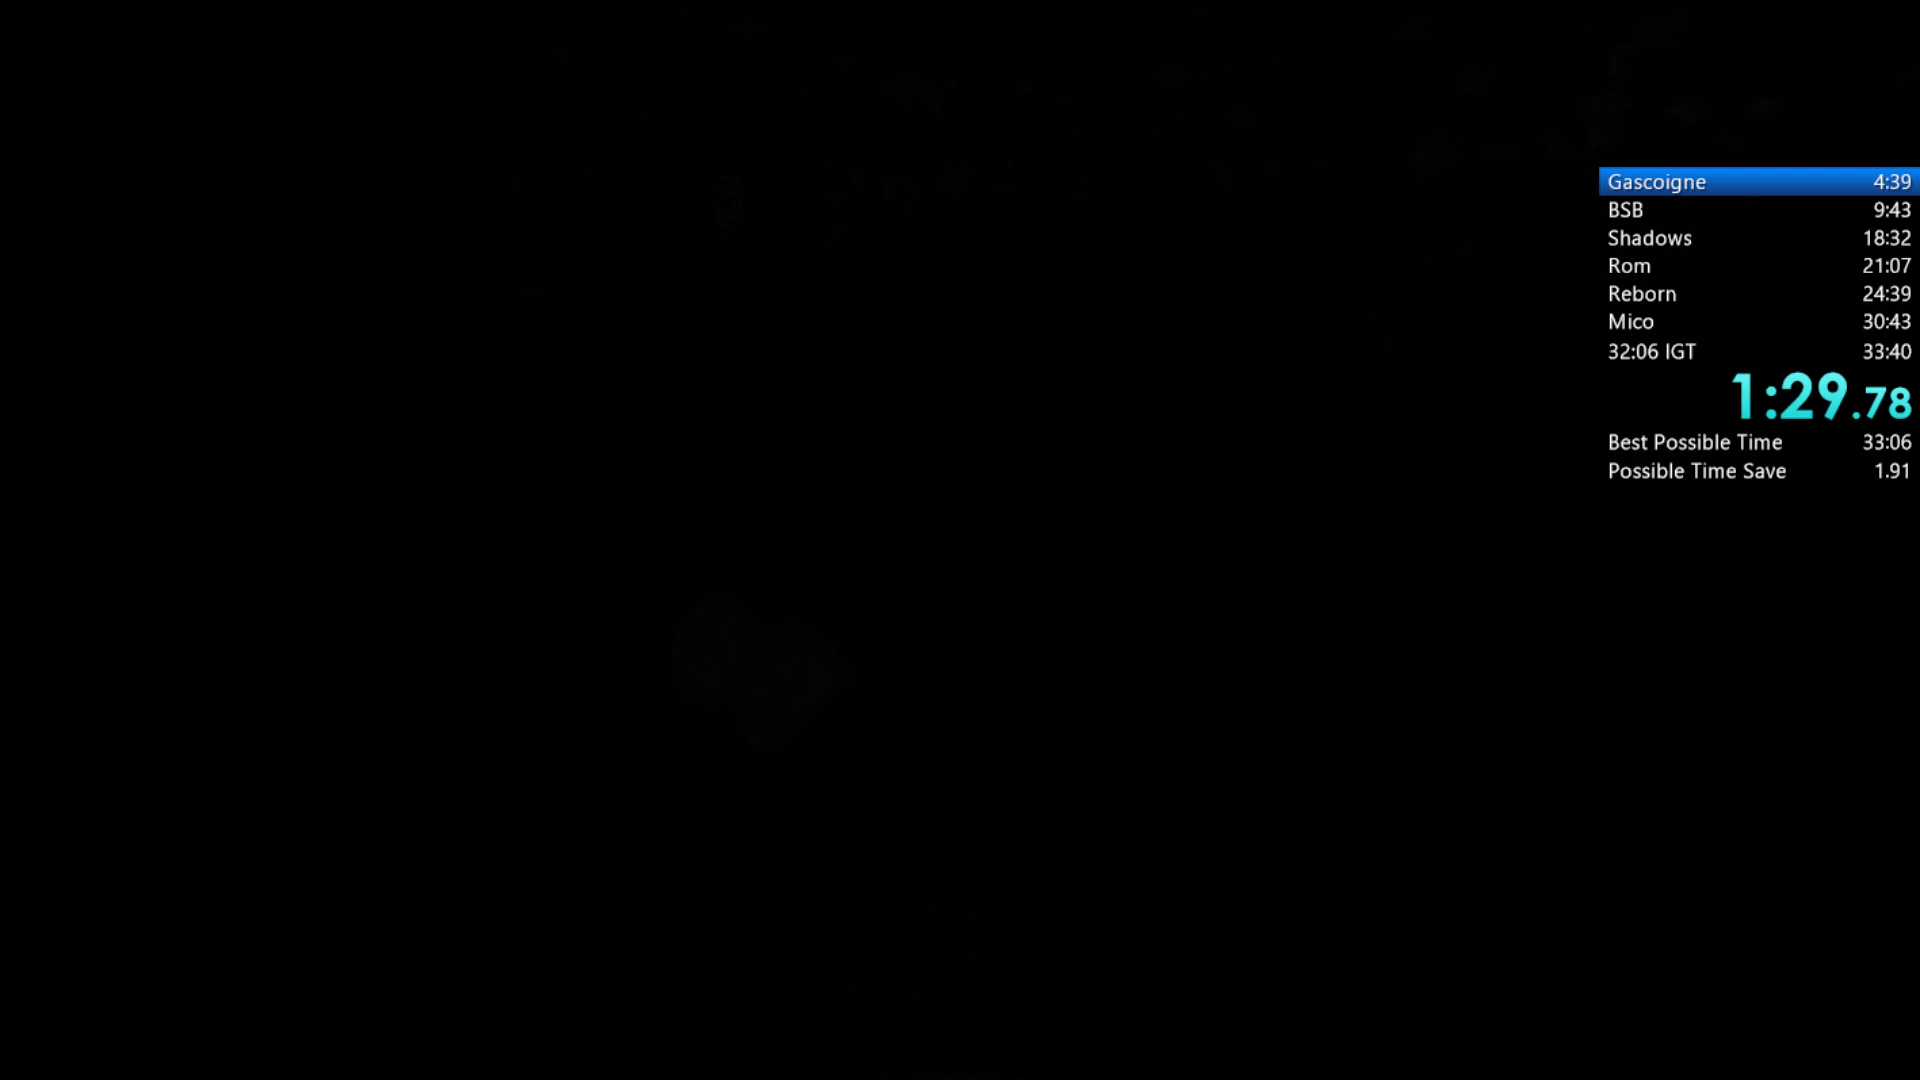 Gascoigne 4:39
BSB 9:43
Shadows 18:32
Rom 21:07
Reborn 24:39
Mico 30:43
32:06 IGT 33:40
1:29.78
Best Possible Time 33:06
Possible Time Save 1.91